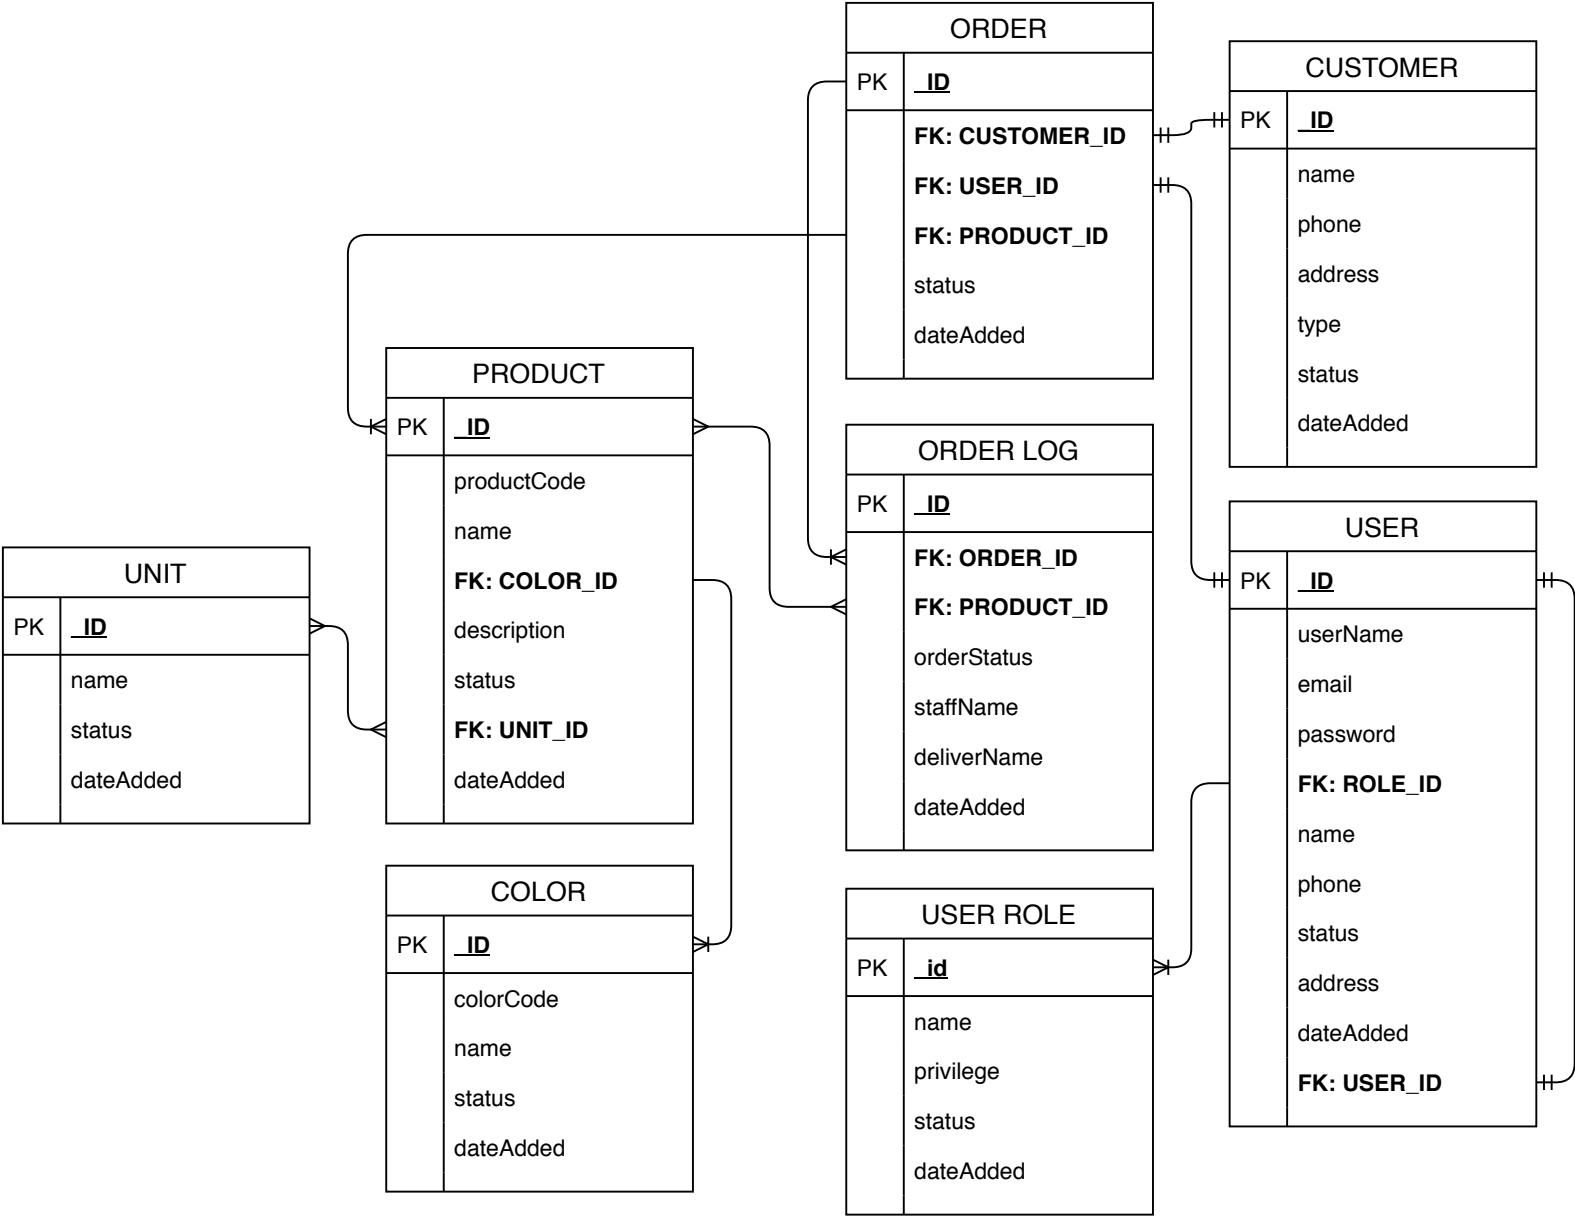 ORDER
PK _ID
FK: CUSTOMER_ID
FK: USER_ID
FK: PRODUCT_ID
status
dateAdded
CUSTOMER
PK _ID
name
phone
address
type
status
dateAdded
PRODUCT
PK _ID
productCode
name
FK: COLOR_ID
description
status
FK: UNIT_ID
dateAdded
ORDER LOG
PK _ID
FK: ORDER_ID
FK: PRODUCT_ID
orderStatus
staffName
deliverName
dateAdded
USER
PK _ID
userName
email
password
FK: ROLE_ID
name
phone
status
address
dateAdded
FK: USER_ID
UNIT
PK _ID
name
status
dateAdded
COLOR
PK _ID
colorCode
name
status
dateAdded
USER ROLE
PK _id
name
privilege
status
dateAdded